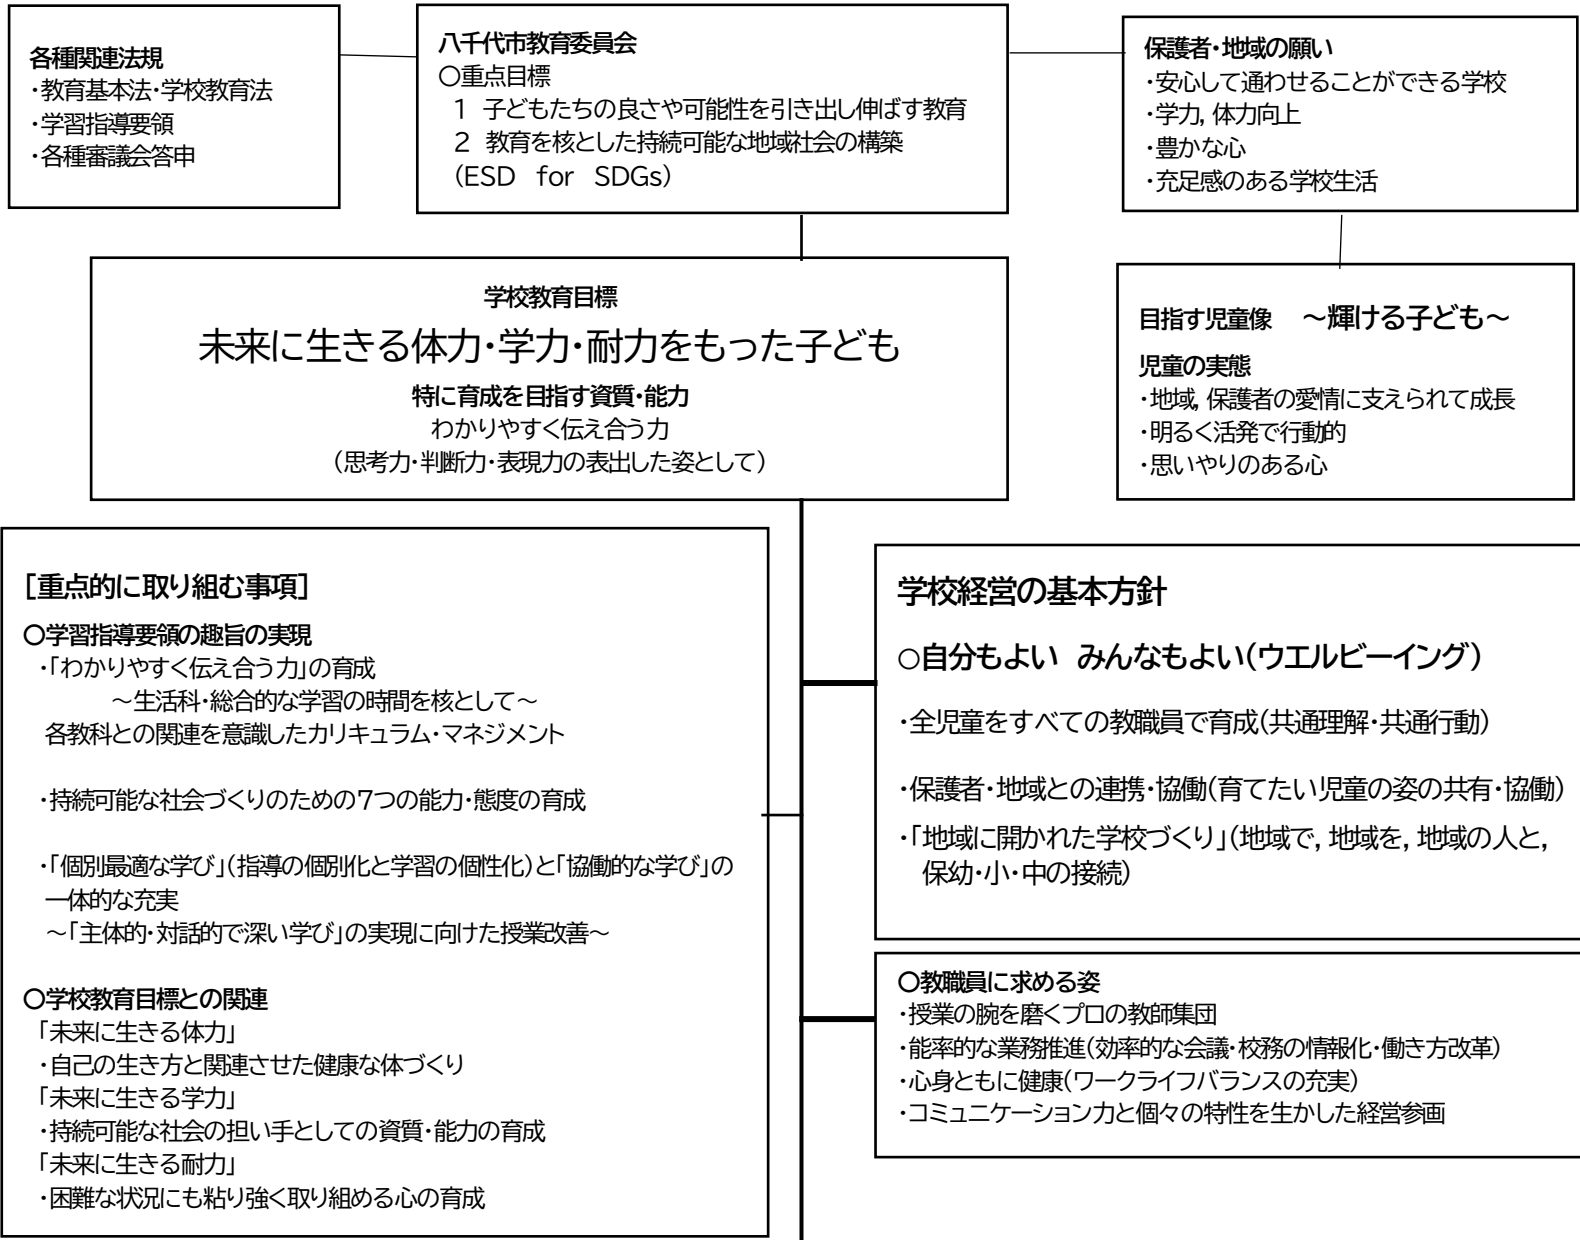 各種関連法規
・教育基本法・学校教育法
・学習指導要領
・各種審議会答申
八千代市教育委員会
○重点目標
1 子どもたちの良さや可能性を引き出し伸ばす教育
2 教育を核とした持続可能な地域社会の構築
(ESD for SDGs)
保護者・地域の願い
・安心して通わせることができる学校
・学力, 体力向上
・豊かな心
・充足感のある学校生活
学校教育目標
未来に生きる体力・学力・耐力をもった子ども
特に育成を目指す資質・能力
わかりやすく伝え合う力
(思考力・判断力・表現力の表出した姿として)
目指す児童像 ～輝ける子ども～
児童の実態
・地域, 保護者の愛情に支えられて成長
・明るく活発で行動的
・思いやりのある心
[重点的に取り組む事項]
○学習指導要領の趣旨の実現
・「わかりやすく伝え合う力」の育成
～生活科・総合的な学習の時間を核として～
各教科との関連を意識したカリキュラム・マネジメント
・持続可能な社会づくりのための7つの能力・態度の育成
・「個別最適な学び」(指導の個別化と学習の個性化)と「協働的な学び」の
一体的な充実
～「主体的・対話的で深い学び」の実現に向けた授業改善～
○学校教育目標との関連
「未来に生きる体力」
・自己の生き方と関連させた健康な体づくり
「未来に生きる学力」
・持続可能な社会の担い手としての資質・能力の育成
「未来に生きる耐力」
・困難な状況にも粘り強く取り組める心の育成
学校経営の基本方針
○自分もよい みんなもよい(ウエルビーイング)
・全児童をすべての教職員で育成(共通理解・共通行動)
・保護者・地域との連携・協働(育てたい児童の姿の共有・協働)
・「地域に開かれた学校づくり」(地域で, 地域を, 地域の人と,
保幼・小・中の接続)
○教職員に求める姿
・授業の腕を磨くプロの教師集団
・能率的な業務推進(効率的な会議・校務の情報化・働き方改革)
・心身ともに健康(ワークライフバランスの充実)
・コミュニケーション力と個々の特性を生かした経営参画